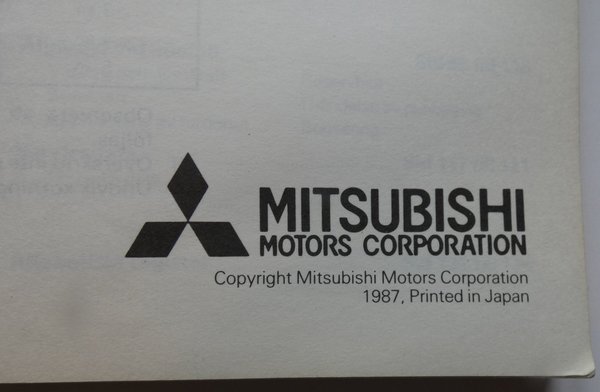 MITSUBISHI
MOTORS CORPORATION
Copyright Mitsubishi Motors Corporation
1987, Printed in Japan